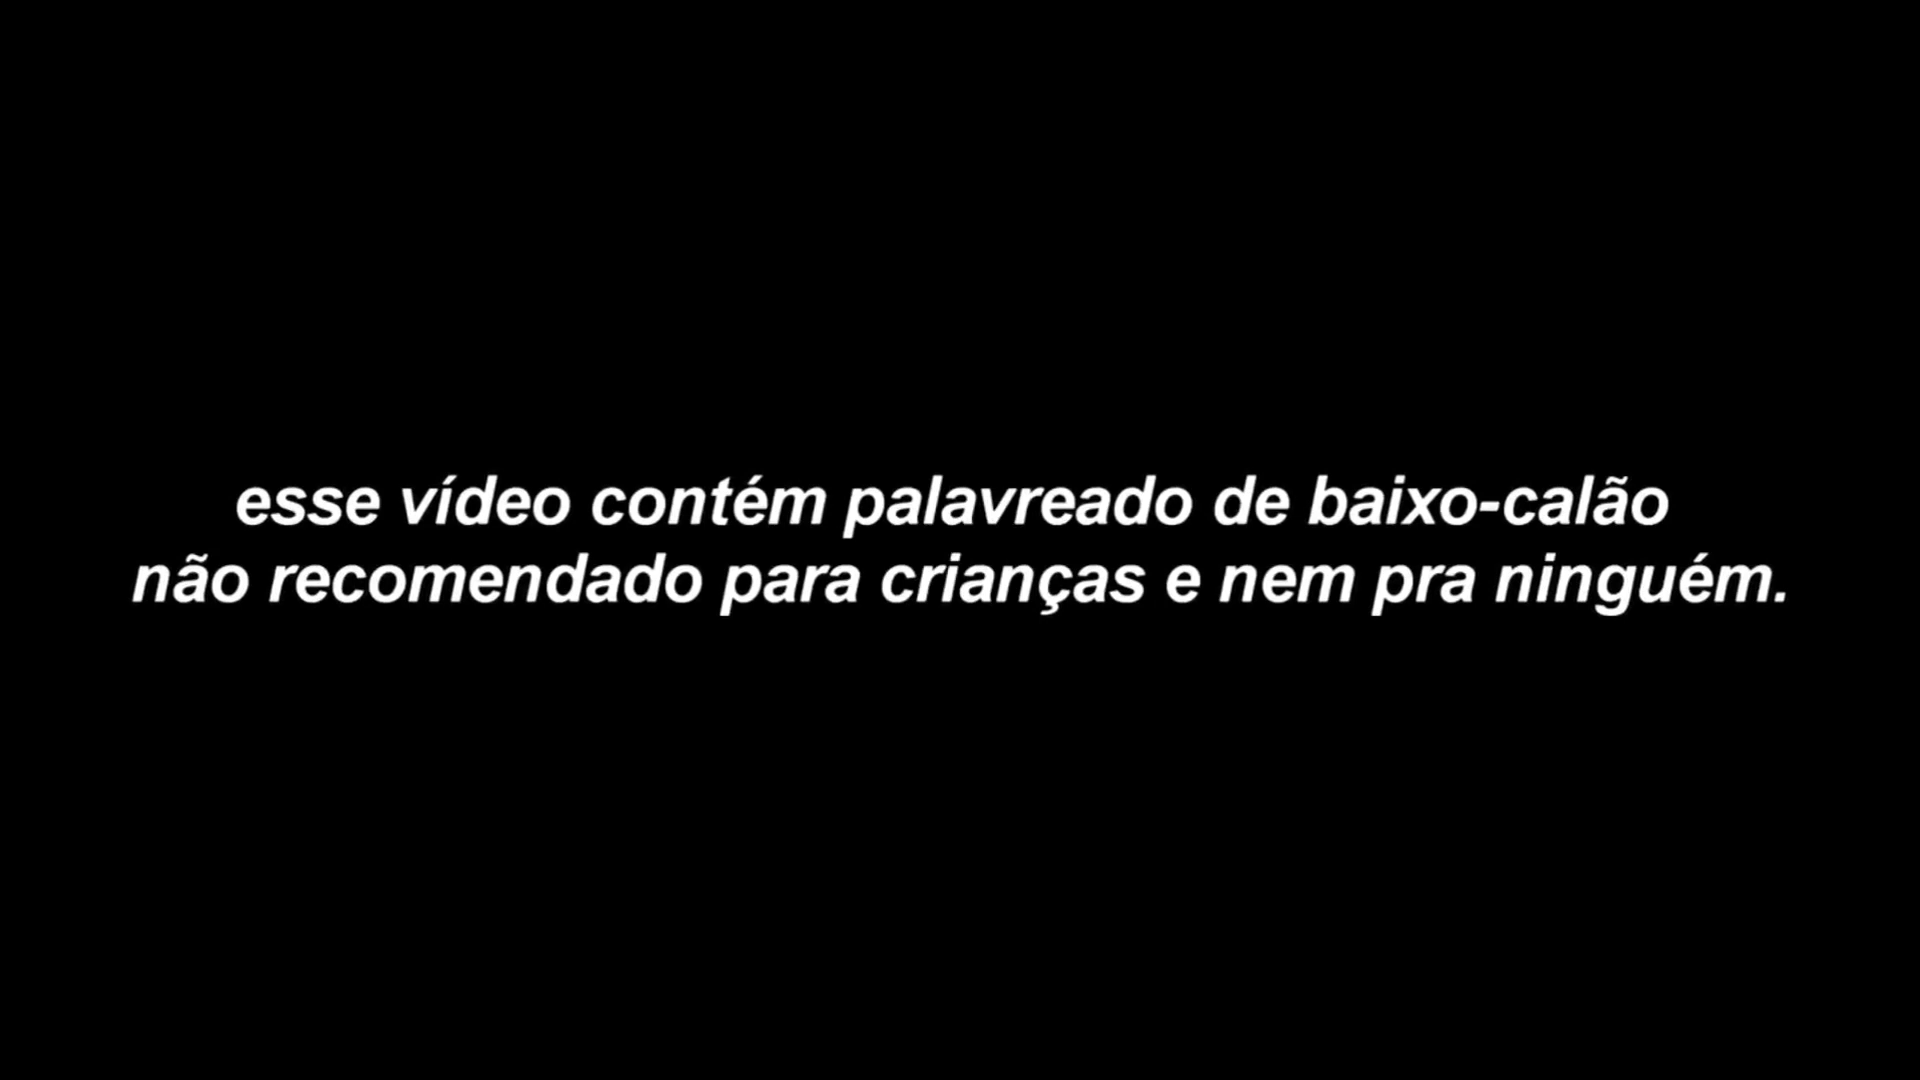 esse vídeo contém palavreado de baixo-calão
não recomendado para crianças e nem pra ninguém.